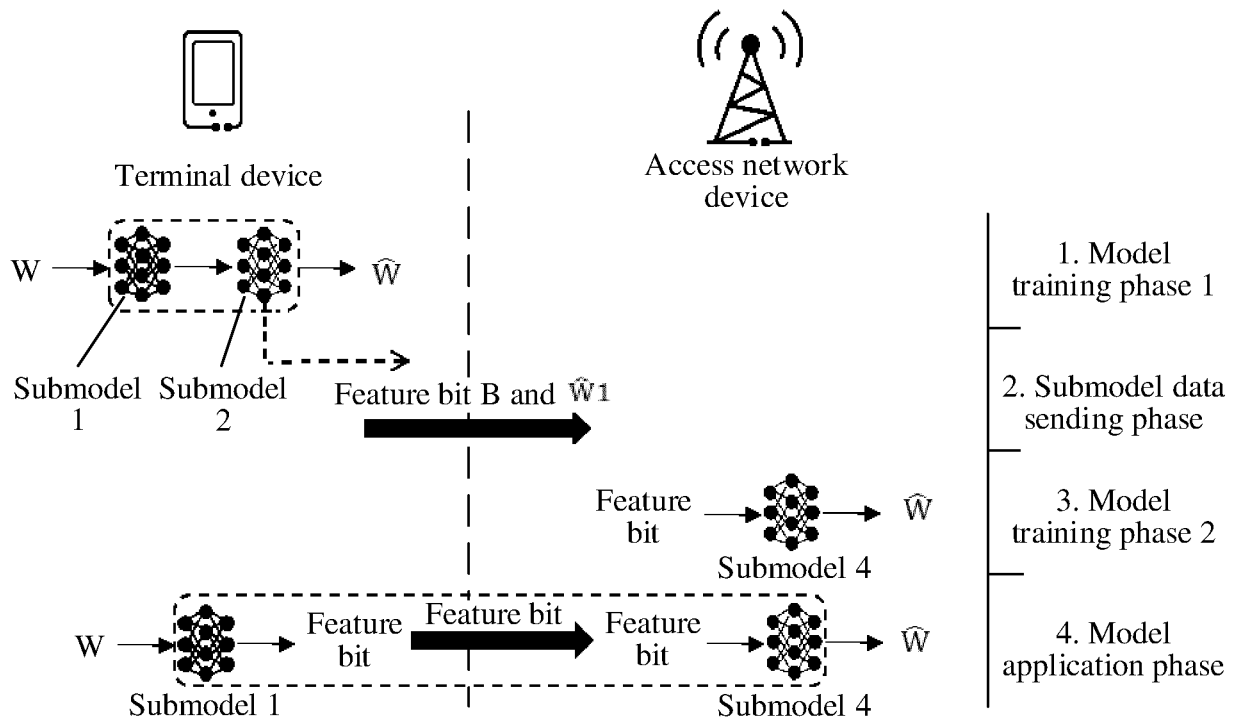 Terminal device
Access network
device
W
Ŵ
Submodel
1
Submodel
2
1. Model
training phase 1
Feature bit B and Ŵ1
2. Submodel data
sending phase
Feature
bit
Ŵ
Submodel 4
3. Model
training phase 2
W
Feature
bit
Feature bit
Feature
bit
Ŵ
Submodel 1
Submodel 4
4. Model
application phase